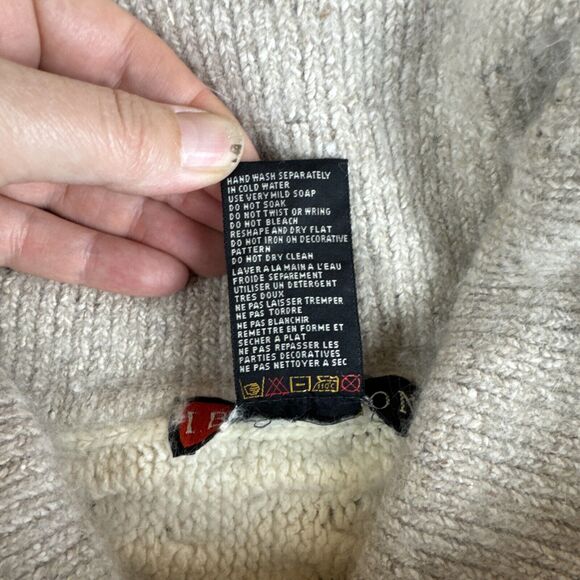 HAND WASH SEPARATELY
IN COLD WATER
USE VERY MILD SOAP
DO NOT SOAK
DO NOT TWIST OR WRING
DO NOT BLEACH
RESHAPE AND DRY FLAT
DO NOT IRON ON DECORATIVE
PATTERN
DO NOT DRY CLEAN
LAVER A LA MAIN A L'EAU
FROIDE SEPAREMENT
UTILISER UN DETERGENT
TRES DOUX
NE PAS LAISSER TREMPER
NE PAS TORDRE
NE PAS BLANCHIR
REMETTRE EN FORME ET
SECHER A PLAT
NE PAS REPASSER LES
PARTIES DECORATIVES
NE PAS NETTOYER A SEC
110C